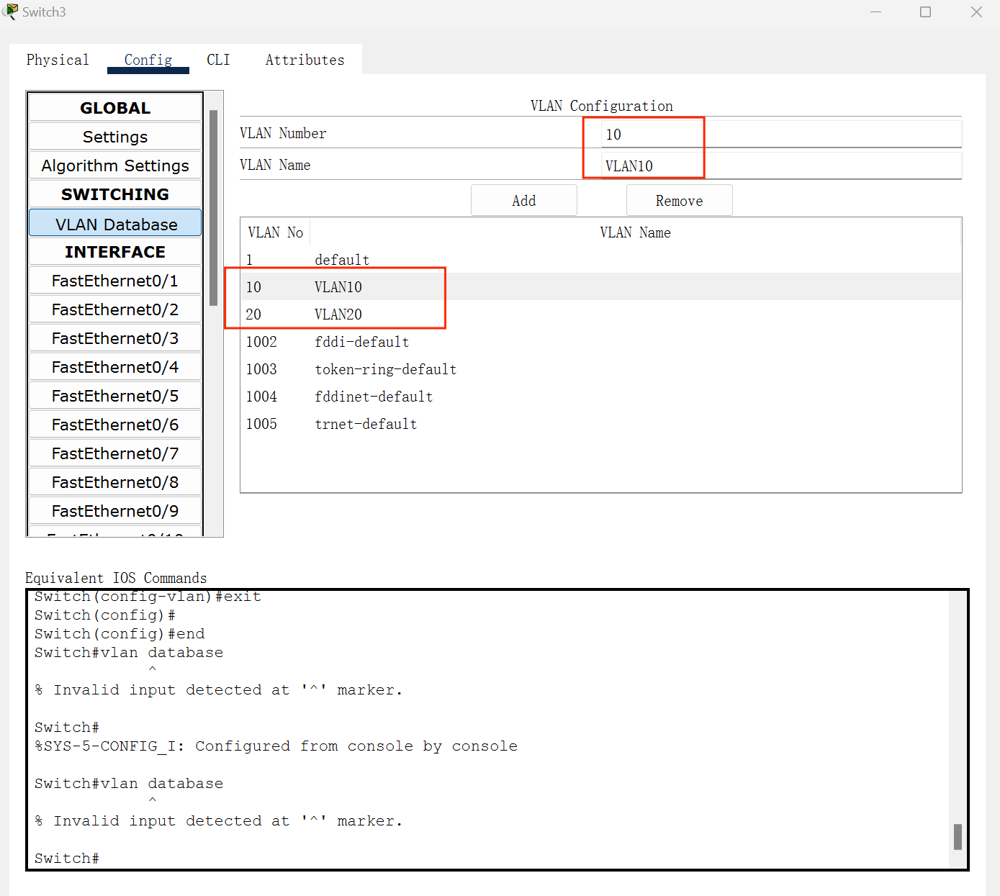 Switch3
Physical Config CLI Attributes
GLOBAL
Settings
Algorithm Settings
SWITCHING
VLAN Database
INTERFACE
FastEthernet0/1
FastEthernet0/2
FastEthernet0/3
FastEthernet0/4
FastEthernet0/5
FastEthernet0/6
FastEthernet0/7
FastEthernet0/8
FastEthernet0/9
VLAN Configuration
VLAN Number 10
VLAN Name VLAN10
Add Remove
VLAN No VLAN Name
1 default
10 VLAN10
20 VLAN20
1002 fddi-default
1003 token-ring-default
1004 fddinet-default
1005 trnet-default
Equivalent IOS Commands
Switch(config-vlan)#exit
Switch(config)#
Switch(config)#end
Switch#vlan database
^
% Invalid input detected at '^' marker.
Switch#
%SYS-5-CONFIG_I: Configured from console by console
Switch#vlan database
^
% Invalid input detected at '^' marker.
Switch#